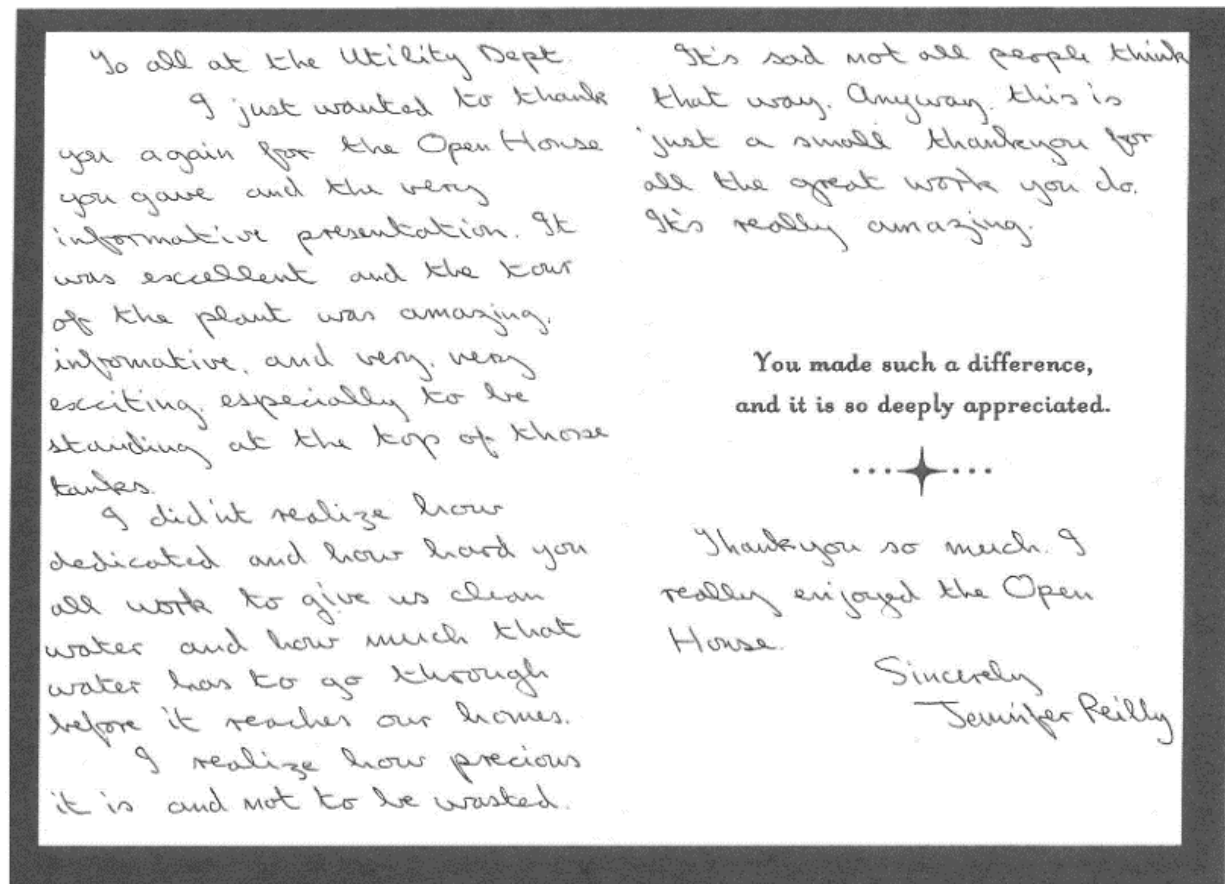 To all at the Utility Dept.
I just wanted to thank
you again for the Open House
you gave and the very
informative presentation. It
was excellent and the tour
of the plant was amazing,
infomative, and very, very
exciting, especially to be
standing at the top of those
tanks.
I did'nt realize how
dedicated and how hard you
all work to give us clean
water and how much that
water has to go through
before it reaches our homes.
I realize how precious
it is and not to be wasted.
It's sad not all people think
that way. Anyway, this is
just a small thankyou for
all the great work you do.
It's really amazing.
You made such a difference,
and it is so deeply appreciated.
Thankyou so much. I
really enjoyed the Open
House.
Sincerely
Jennifer Reilly